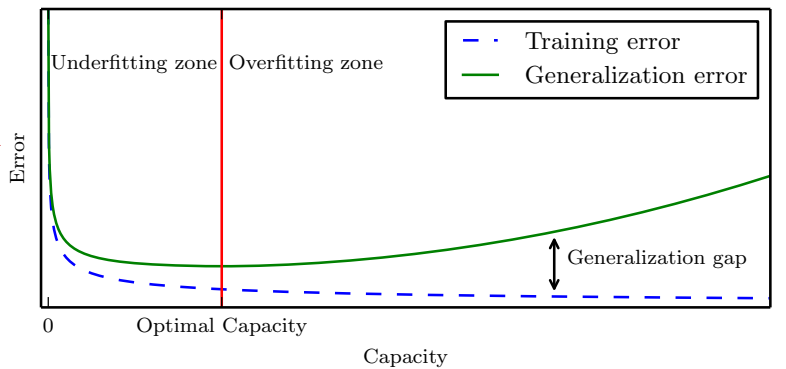 Underfitting zone
Overfitting zone
Training error
Generalization error
Error
Generalization gap
0
Optimal Capacity
Capacity